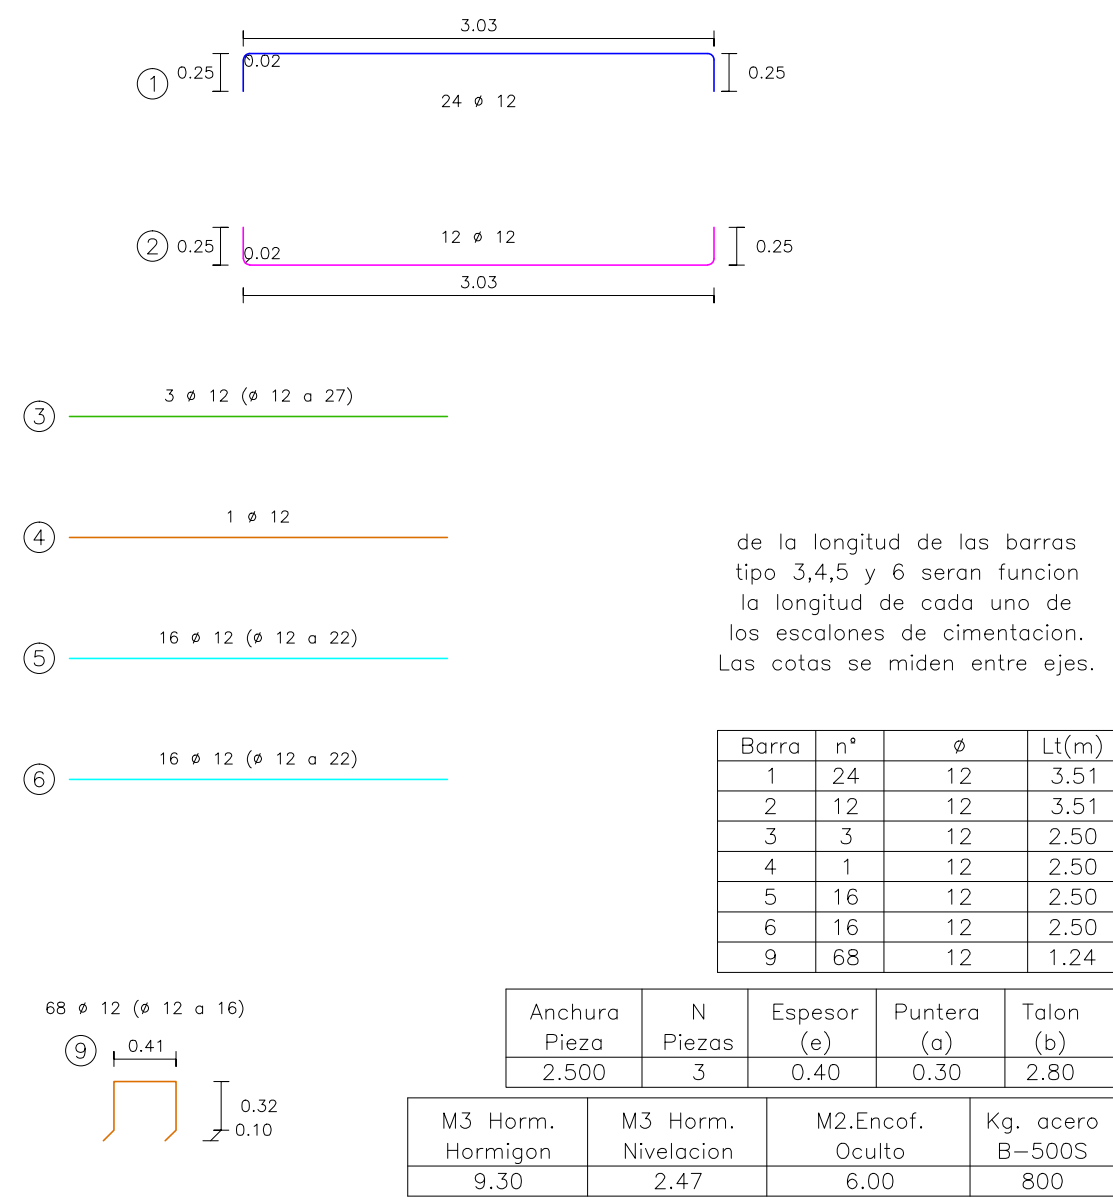 3.03
1 0.25 0.02 0.25
24 ø 12
2 0.25 0.02 12 ø 12 0.25
3.03
3 ø 12 (ø 12 a 27)
3
1 ø 12
4
16 ø 12 (ø 12 a 22)
5
16 ø 12 (ø 12 a 22)
6
de la longitud de las barras
tipo 3,4,5 y 6 seran funcion
la longitud de cada uno de
los escalones de cimentacion.
Las cotas se miden entre ejes.
Barra n° ø Lt(m)
1 24 12 3.51
2 12 12 3.51
3 3 12 2.50
4 1 12 2.50
5 16 12 2.50
6 16 12 2.50
9 68 12 1.24
68 ø 12 (ø 12 a 16)
9 0.41
0.32
0.10
Anchura N Espesor Puntera Talon
Pieza Piezas (e) (a) (b)
2.500 3 0.40 0.30 2.80
M3 Horm. M3 Horm. M2.Encof. Kg. acero
Hormigon Nivelacion Oculto B-500S
9.30 2.47 6.00 800